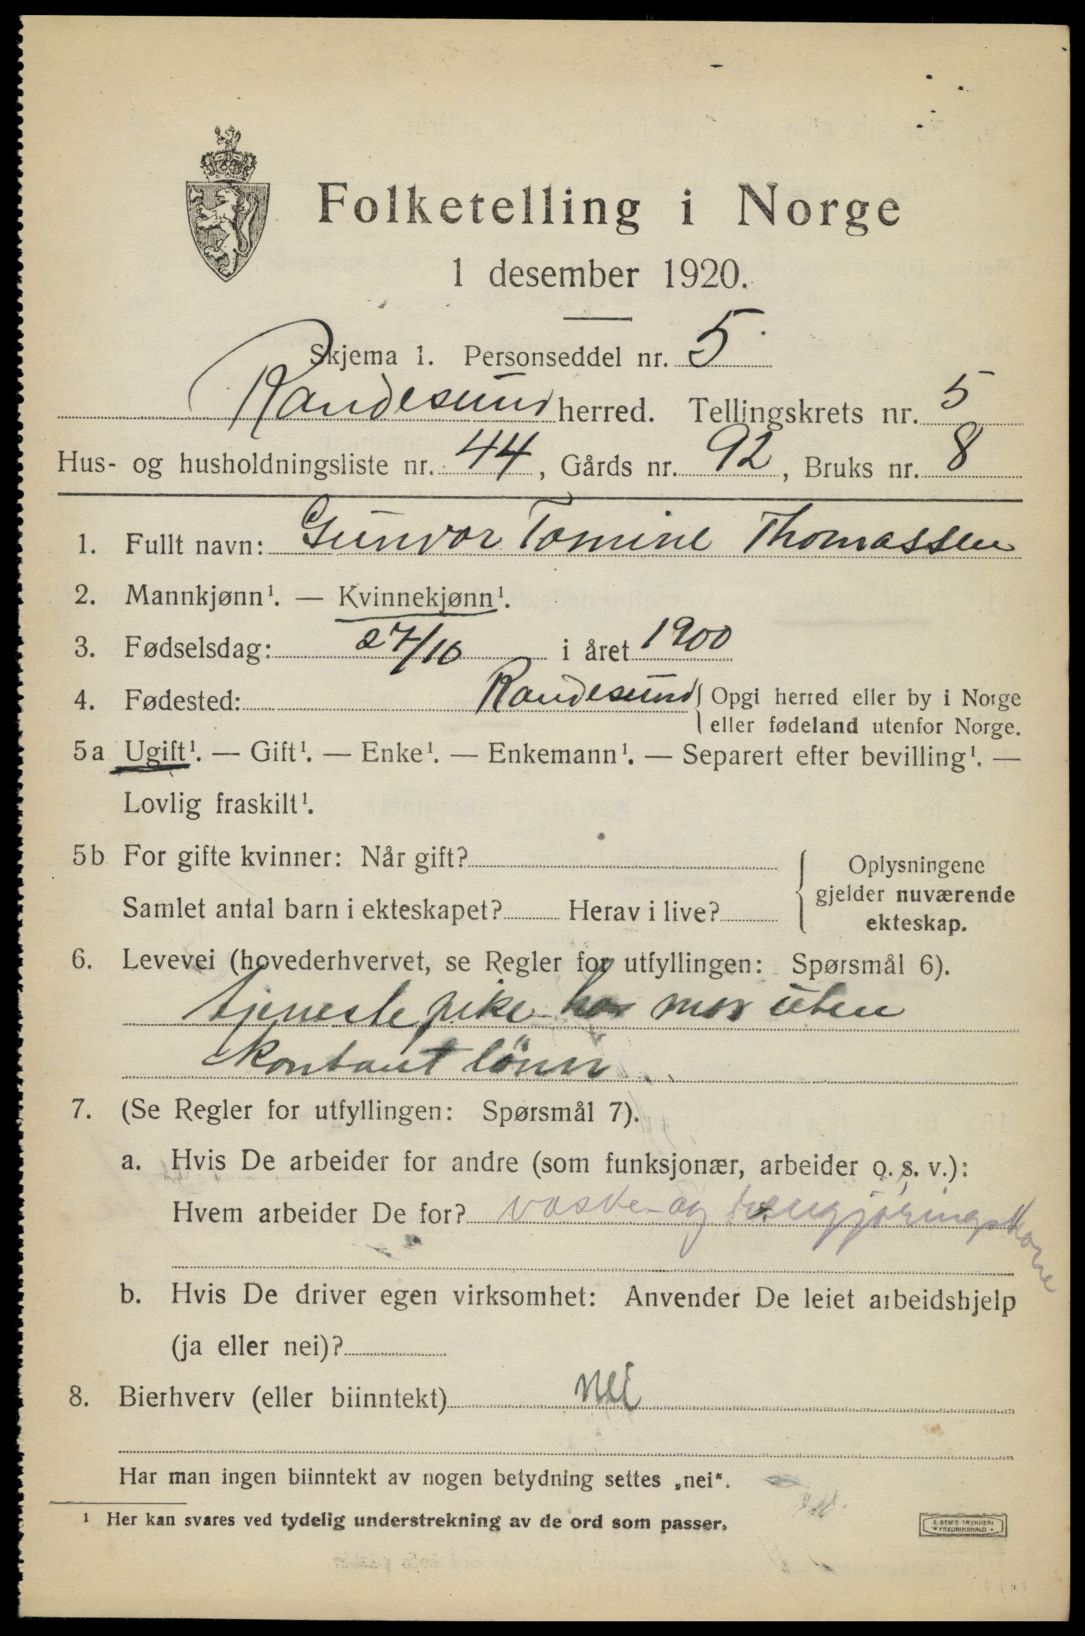 Folketelling i Norge
1 desember 1920.
Skjema 1. Personseddel nr. 5
Randesund herred. Tellingskrets nr. 5
Hus- og husholdningsliste nr. 44, Gårds nr. 92, Bruks nr. 8
1. Fullt navn: Gunvor Tomine Thomassen
2. Mannkjønn¹. — Kvinnekjønn¹.
3. Fødselsdag: 27/10 i året 1900
4. Fødested: Randesund { Opgi herred eller by i Norge
eller fødeland utenfor Norge.
5a Ugift¹. — Gift¹. — Enke¹. — Enkemann¹. — Separert efter bevilling¹. —
Lovlig fraskilt¹.
5b For gifte kvinner: Når gift?
Samlet antal barn i ekteskapet? Herav i live?
{ Oplysningene
gjelder nuværende
ekteskap.
6. Levevei (hovederhvervet, se Regler for utfyllingen: Spørsmål 6).
tjenestepike hos mor uten
kontant lönn
7. (Se Regler for utfyllingen: Spørsmål 7).
a. Hvis De arbeider for andre (som funksjonær, arbeider o. s. v.):
Hvem arbeider De for? vaske- og rengjøringskone
b. Hvis De driver egen virksomhet: Anvender De leiet arbeidshjelp
(ja eller nei)?
8. Bierhverv (eller biinntekt) nei
Har man ingen biinntekt av nogen betydning settes „nei".
¹ Her kan svares ved tydelig understrekning av de ord som passer.
E. SEM'S TRYKKERI
FREDRIKSHALD